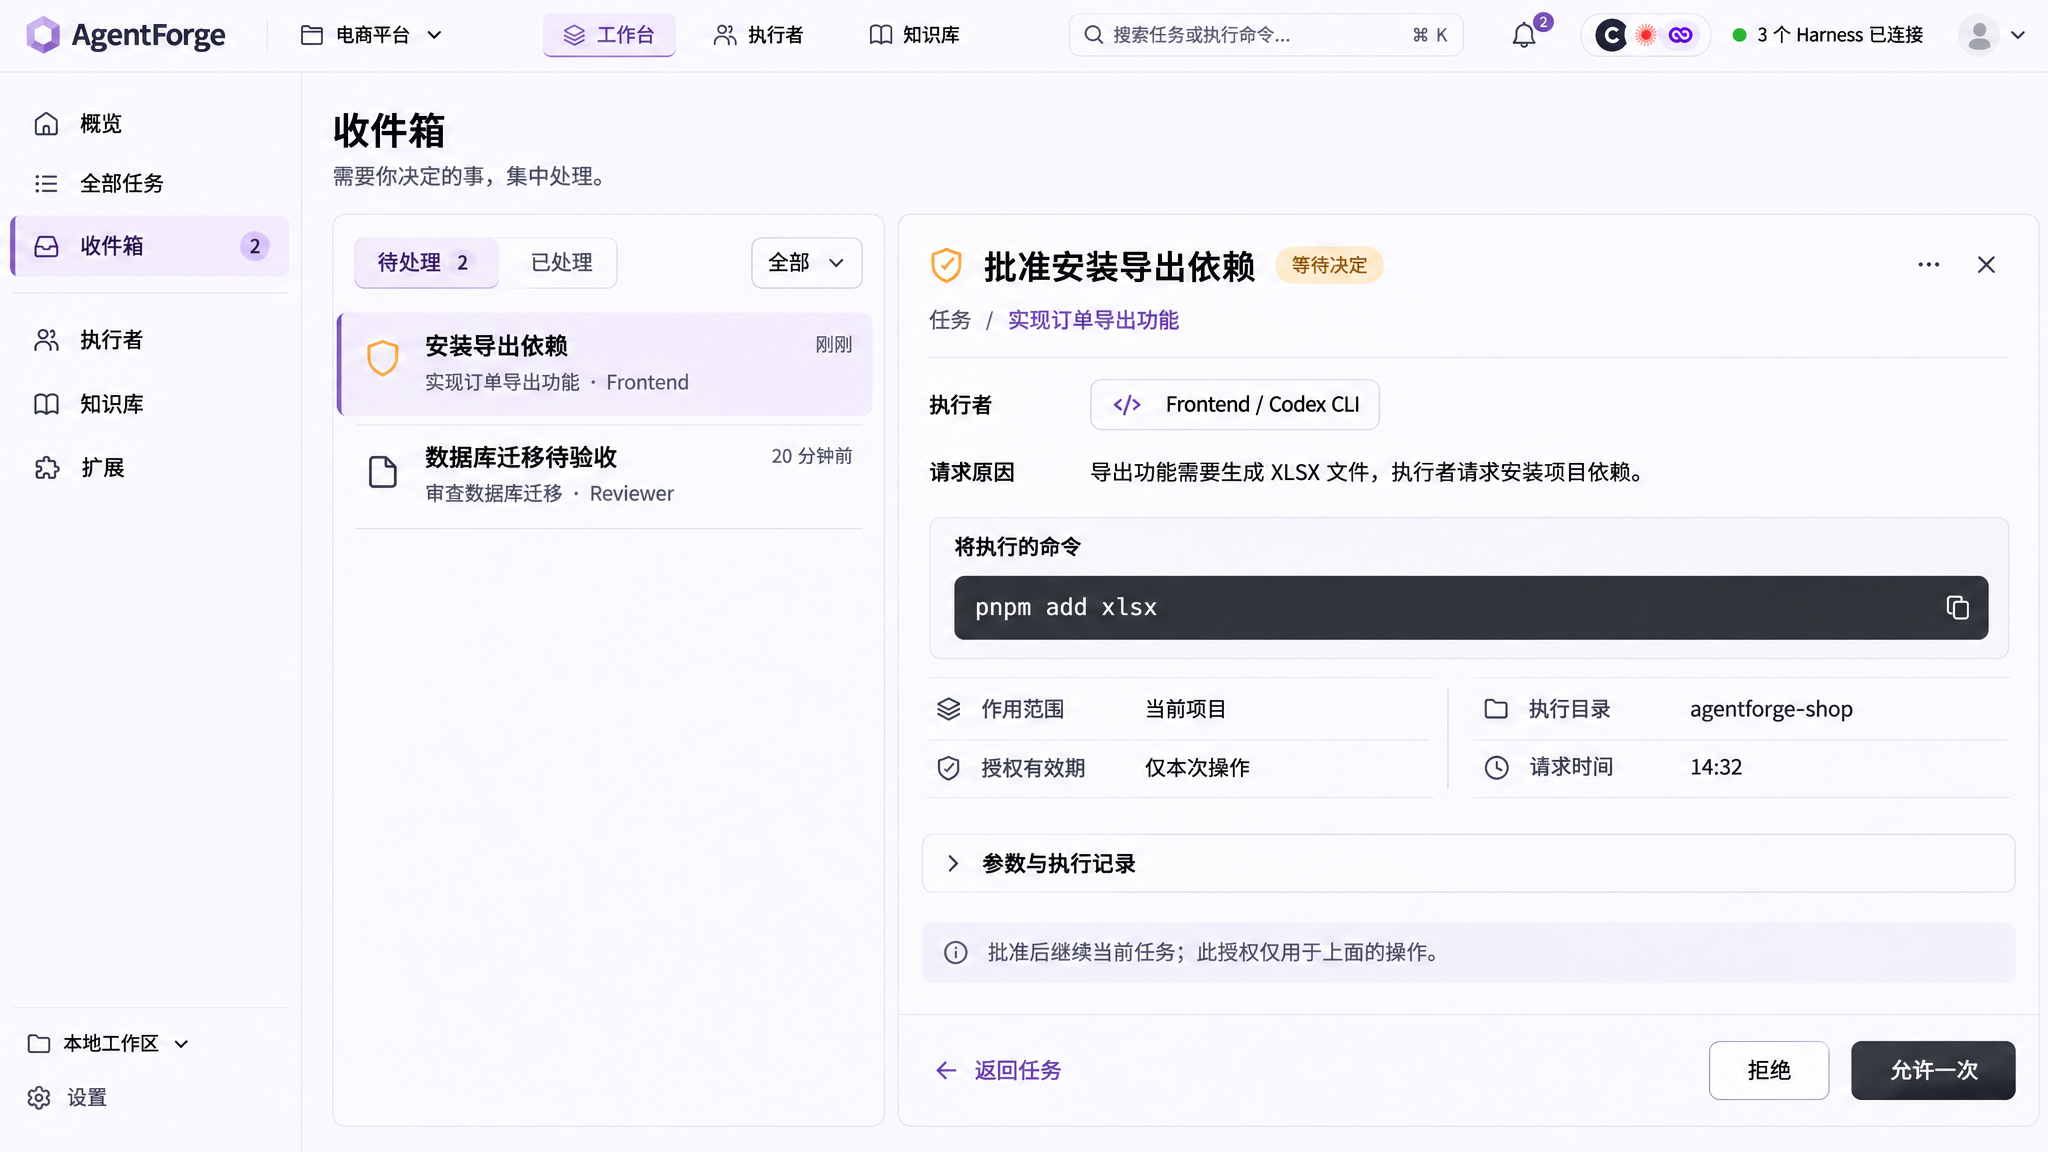 AgentForge
电商平台
工作台
执行者
知识库
搜索任务或执行命令...
⌘ K
2
3 个 Harness 已连接
概览
全部任务
收件箱
2
执行者
知识库
扩展
本地工作区
设置
收件箱
需要你决定的事，集中处理。
待处理 2
已处理
全部
安装导出依赖
刚刚
实现订单导出功能 · Frontend
数据库迁移待验收
20 分钟前
审查数据库迁移 · Reviewer
批准安装导出依赖
等待决定
任务 / 实现订单导出功能
执行者
</> Frontend / Codex CLI
请求原因
导出功能需要生成 XLSX 文件，执行者请求安装项目依赖。
将执行的命令
pnpm add xlsx
作用范围
当前项目
执行目录
agentforge-shop
授权有效期
仅本次操作
请求时间
14:32
参数与执行记录
批准后继续当前任务；此授权仅用于上面的操作。
返回任务
拒绝
允许一次